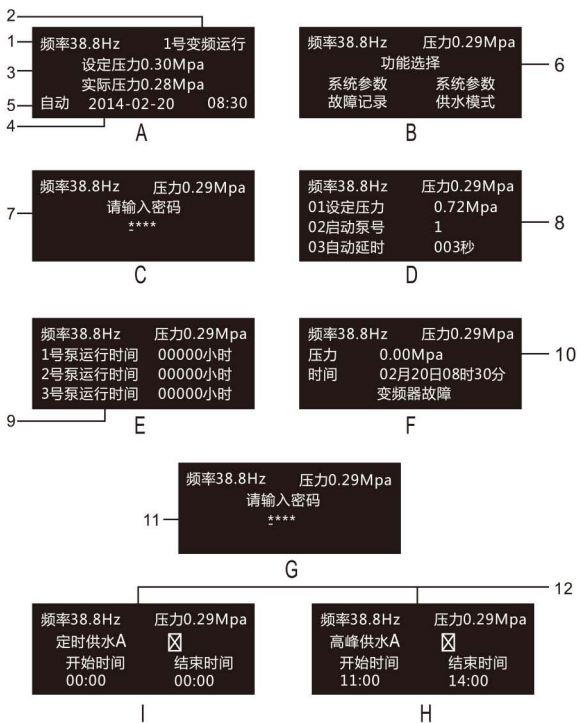 2
1
频率38.8Hz 1号变频运行
3
设定压力0.30Mpa
实际压力0.28Mpa
5
自动 2014-02-20 08:30
4
A
频率38.8Hz 压力0.29Mpa
功能选择
6
系统参数 系统参数
故障记录 供水模式
B
频率38.8Hz 压力0.29Mpa
7
请输入密码
****
C
频率38.8Hz 压力0.29Mpa
01设定压力 0.72Mpa
8
02启动泵号 1
03自动延时 003秒
D
频率38.8Hz 压力0.29Mpa
1号泵运行时间 00000小时
2号泵运行时间 00000小时
3号泵运行时间 00000小时
9
E
频率38.8Hz 压力0.29Mpa
压力 0.00Mpa
10
时间 02月20日08时30分
变频器故障
F
频率38.8Hz 压力0.29Mpa
请输入密码
11
****
G
12
频率38.8Hz 压力0.29Mpa
定时供水A
开始时间 结束时间
00:00 00:00
I
频率38.8Hz 压力0.29Mpa
高峰供水A
开始时间 结束时间
11:00 14:00
H